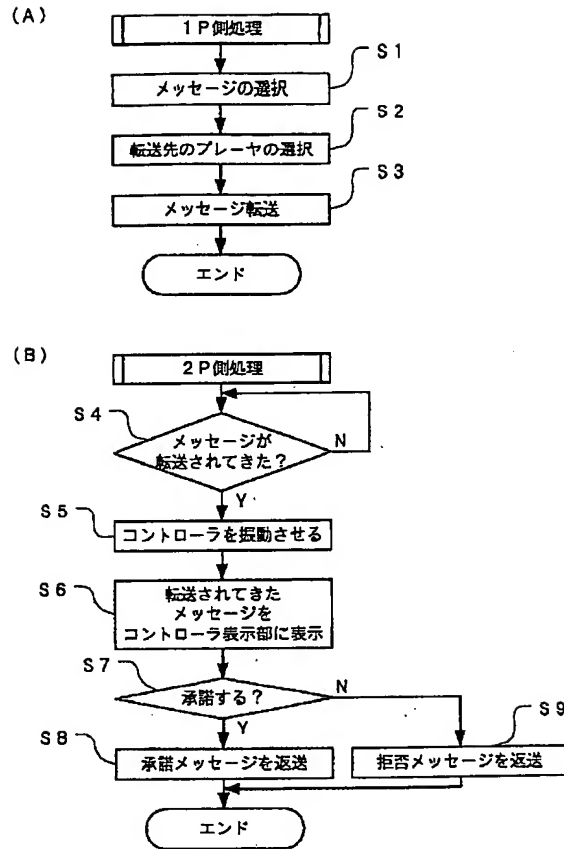 (A)
1P側処理
S1
メッセージの選択
S2
転送先のプレーヤの選択
S3
メッセージ転送
エンド
(B)
2P側処理
S4
メッセージが
転送されてきた?
N
Y
S5
コントローラを振動させる
S6
転送されてきた
メッセージを
コントローラ表示部に表示
S7
承諾する?
N
Y
S8
承諾メッセージを返送
S9
拒否メッセージを返送
エンド